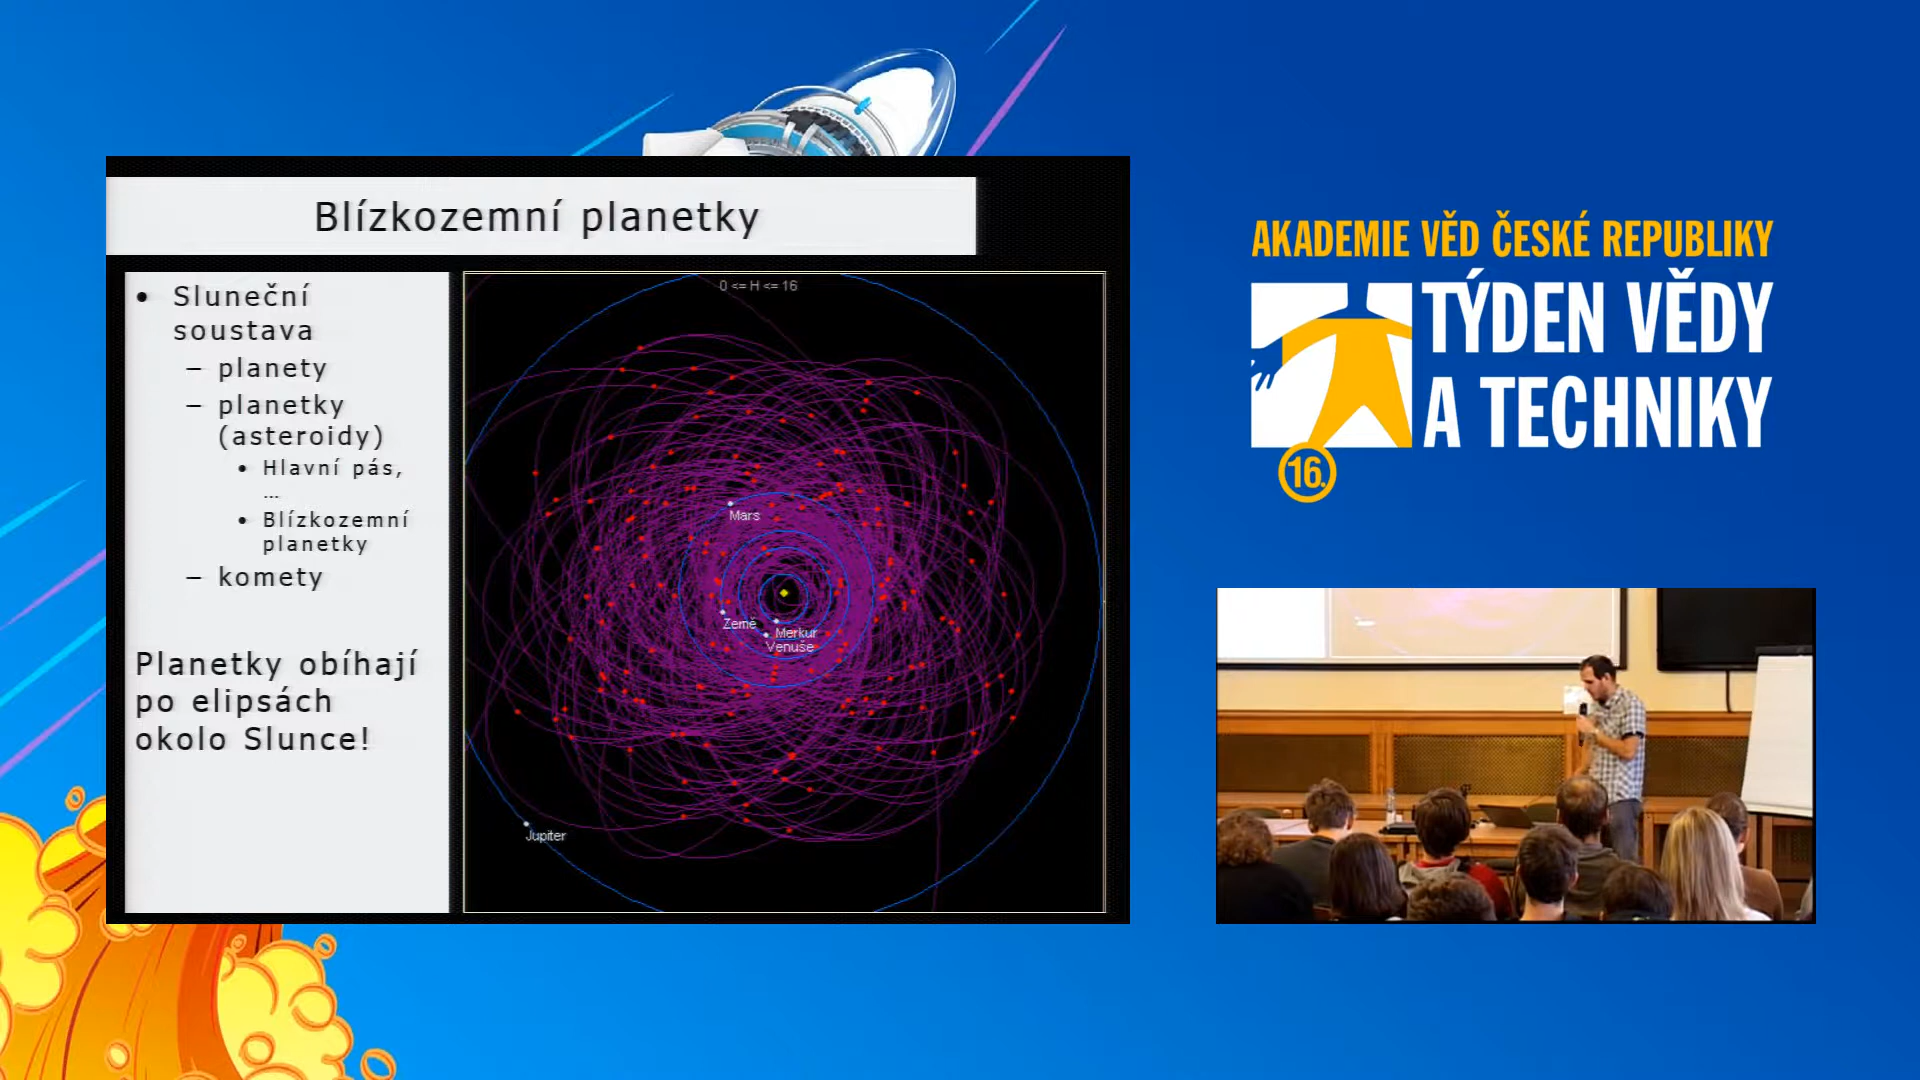 Blízkozemní planetky
• Sluneční
soustava
– planety
– planetky
(asteroidy)
• Hlavní pás,
...
• Blízkozemní
planetky
– komety
Planetky obíhají
po elipsách
okolo Slunce!
0 <= H <= 16
Mars
Země
Merkur
Venuše
Jupiter
AKADEMIE VĚD ČESKÉ REPUBLIKY
TÝDEN VĚDY
A TECHNIKY
16.